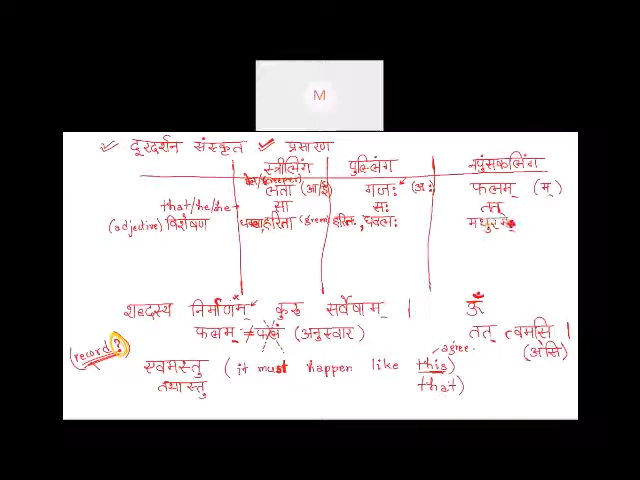 M
दूरदर्शन संस्कृत प्रसारण
स्त्रीलिंग पुल्लिंग नपुंसकलिंग
लता (आ/ई) गजः (अः) फलम् (म्)
that/he/she → सा सः तत्
(adjective) विशेषण हरिता (green) हरितः, धवलः मधुरम्
शब्दस्य निर्माणम् कुरु सर्वेषाम् । ॐ
फलम् ≠ फलं (अनुस्वार) तत् त्वमसि ।
(record? (असि)
agree
एवमस्तु (it must happen like this)
तथास्तु that)